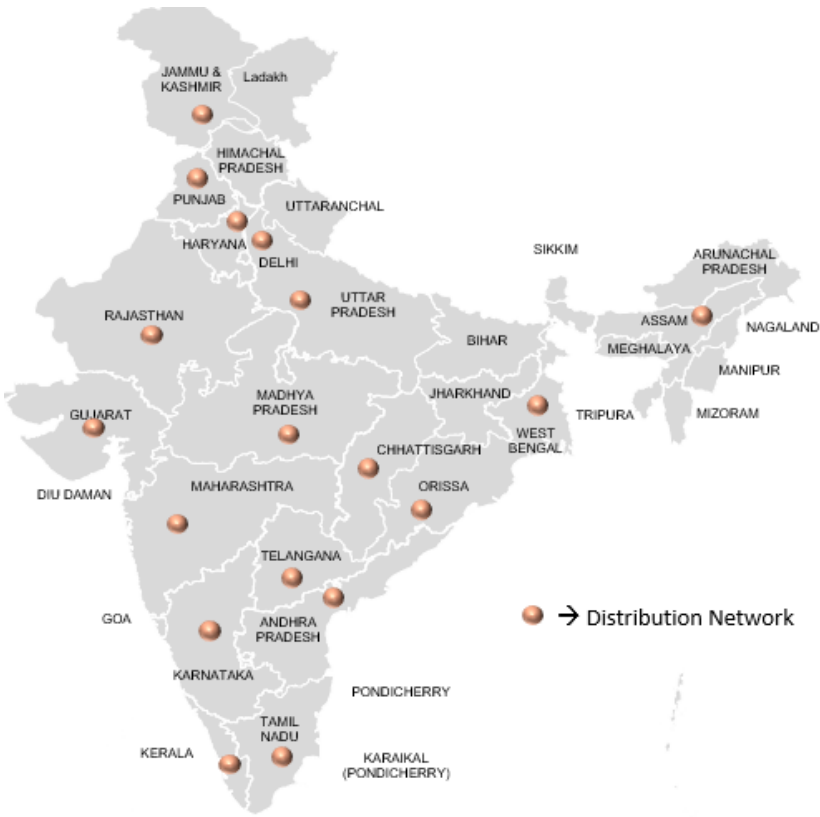 JAMMU &
KASHMIR
Ladakh
HIMACHAL
PRADESH
PUNJAB
UTTARANCHAL
HARYANA
DELHI
SIKKIM
ARUNACHAL
PRADESH
RAJASTHAN
UTTAR
PRADESH
ASSAM
NAGALAND
BIHAR
MEGHALAYA
MANIPUR
MADHYA
PRADESH
JHARKHAND
GUJARAT
TRIPURA
MIZORAM
WEST
BENGAL
CHHATTISGARH
MAHARASHTRA
ORISSA
DIU DAMAN
TELANGANA
GOA
ANDHRA
PRADESH
→ Distribution Network
KARNATAKA
PONDICHERRY
TAMIL
NADU
KERALA
KARAIKAL
(PONDICHERRY)